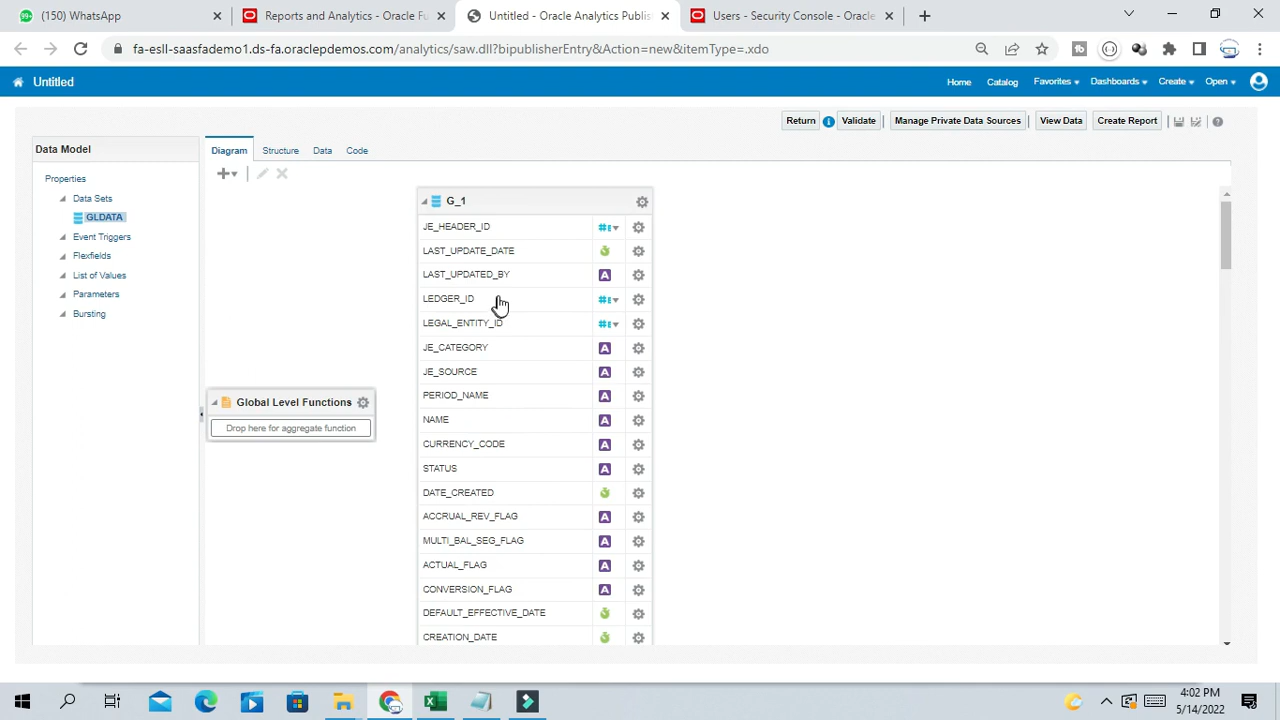 (150) WhatsApp
Reports and Analytics - Oracle Fu
Untitled - Oracle Analytics Publis
Users - Security Console - Oracle
fa-esll-saasfademo1.ds-fa.oraclepdemos.com/analytics/saw.dll?bipublisherEntry&Action=new&itemType=.xdo
Untitled
Home Catalog Favorites Dashboards Create Open
Return Validate Manage Private Data Sources View Data Create Report
Data Model
Properties
Data Sets
GLDATA
Event Triggers
Flexfields
List of Values
Parameters
Bursting
Diagram Structure Data Code
Global Level Functions
Drop here for aggregate function
G_1
JE_HEADER_ID
LAST_UPDATE_DATE
LAST_UPDATED_BY
LEDGER_ID
LEGAL_ENTITY_ID
JE_CATEGORY
JE_SOURCE
PERIOD_NAME
NAME
CURRENCY_CODE
STATUS
DATE_CREATED
ACCRUAL_REV_FLAG
MULTI_BAL_SEG_FLAG
ACTUAL_FLAG
CONVERSION_FLAG
DEFAULT_EFFECTIVE_DATE
CREATION_DATE
4:02 PM
5/14/2022